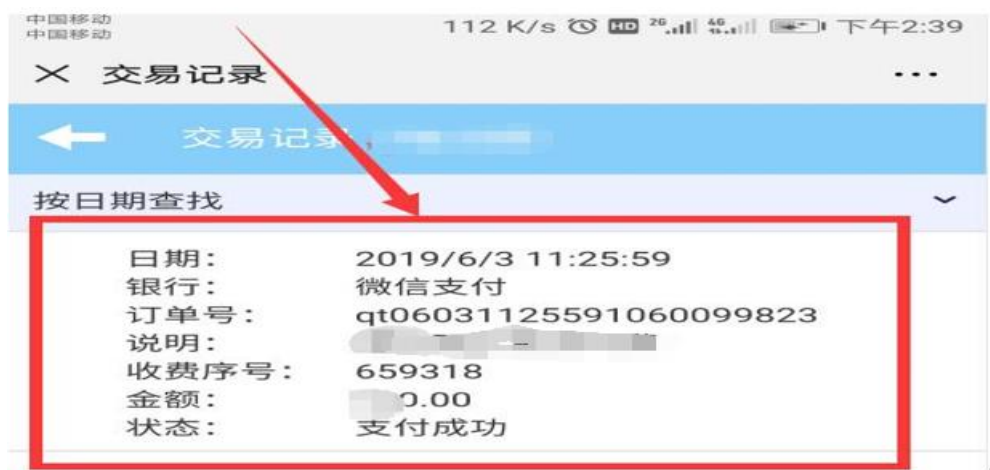 中国移动
中国移动
112 K/s HD 2G 4G 下午2:39
交易记录
交易记录
按日期查找
日期: 2019/6/3 11:25:59
银行: 微信支付
订单号: qt06031125591060099823
说明:
收费序号: 659318
金额: 0.00
状态: 支付成功